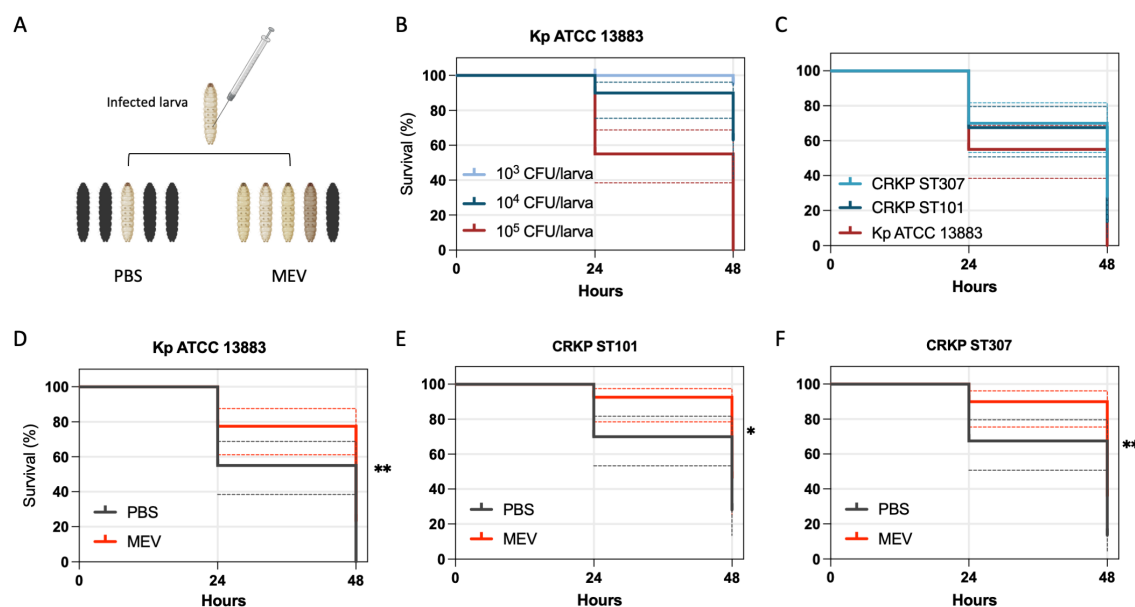 A
Infected larva
PBS
MEV
B
Kp ATCC 13883
Survival (%)
100
80
60
40
20
0
10³ CFU/larva
10⁴ CFU/larva
10⁵ CFU/larva
0
24
48
Hours
C
100
80
60
40
20
0
CRKP ST307
CRKP ST101
Kp ATCC 13883
0
24
48
Hours
D
Kp ATCC 13883
Survival (%)
100
80
60
40
20
0
PBS
MEV
**
0
24
48
Hours
E
CRKP ST101
100
80
60
40
20
0
PBS
MEV
*
0
24
48
Hours
F
CRKP ST307
100
80
60
40
20
0
PBS
MEV
**
0
24
48
Hours